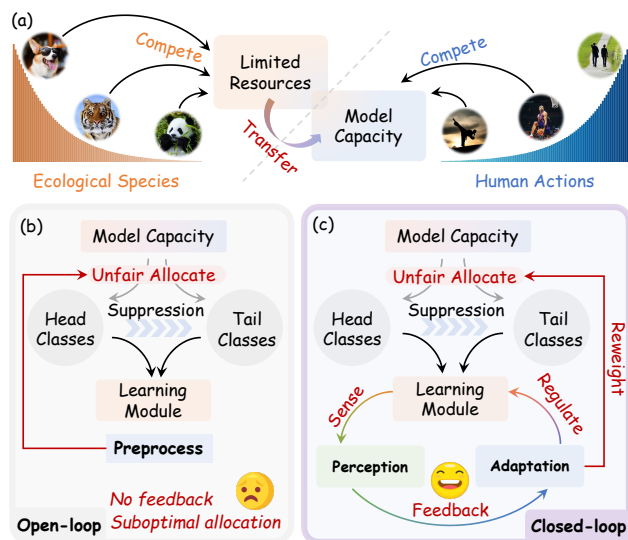 (a)
Compete
Limited
Resources
Compete
Model
Capacity
Transfer
Ecological Species
Human Actions
(b)
Model Capacity
Unfair Allocate
Suppression
Head
Classes
Tail
Classes
Learning
Module
Preprocess
No feedback
Suboptimal allocation
Open-loop
(c)
Model Capacity
Unfair Allocate
Suppression
Head
Classes
Tail
Classes
Learning
Module
Sense
Regulate
Reweight
Perception
Adaptation
Feedback
Closed-loop